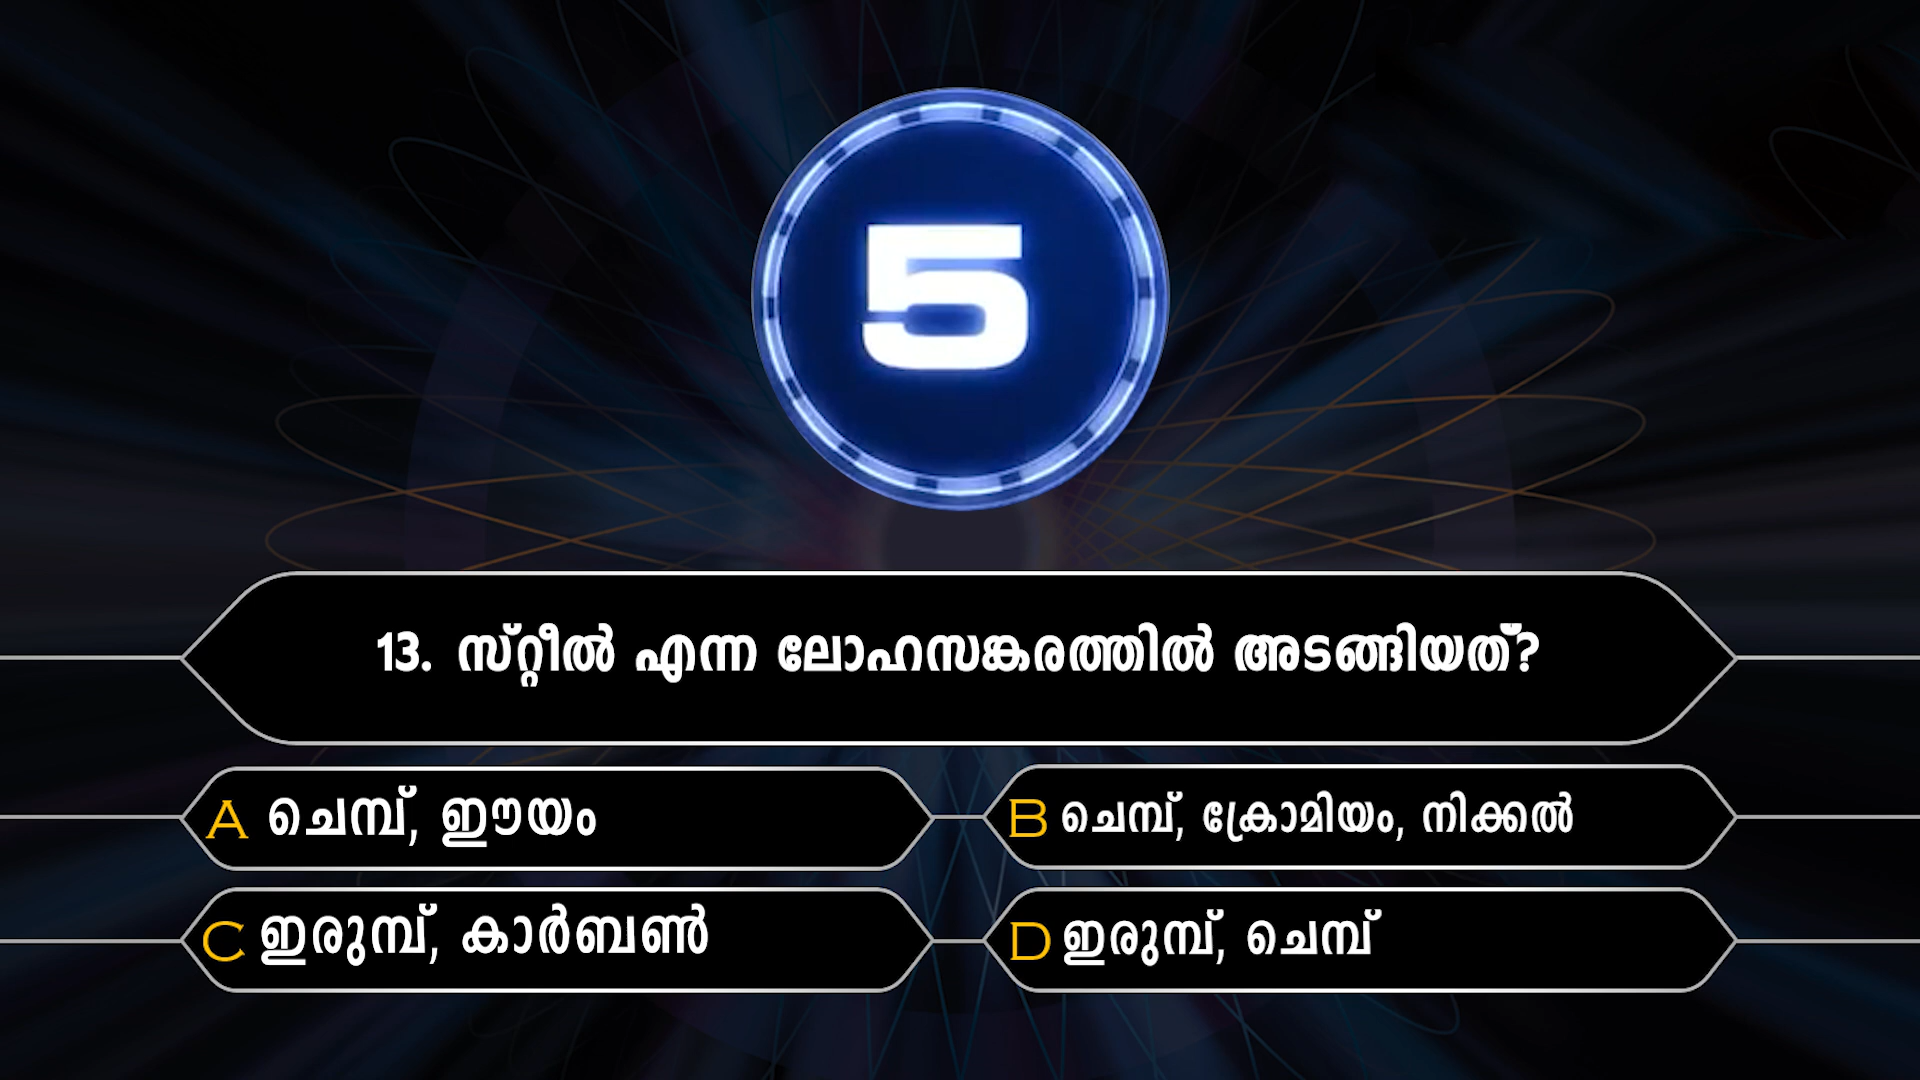 5
13. സ്റ്റീൽ എന്ന ലോഹസങ്കരത്തിൽ അടങ്ങിയത്?
A ചെമ്പ്, ഈയം
B ചെമ്പ്, ക്രോമിയം, നിക്കൽ
C ഇരുമ്പ്, കാർബൺ
D ഇരുമ്പ്, ചെമ്പ്